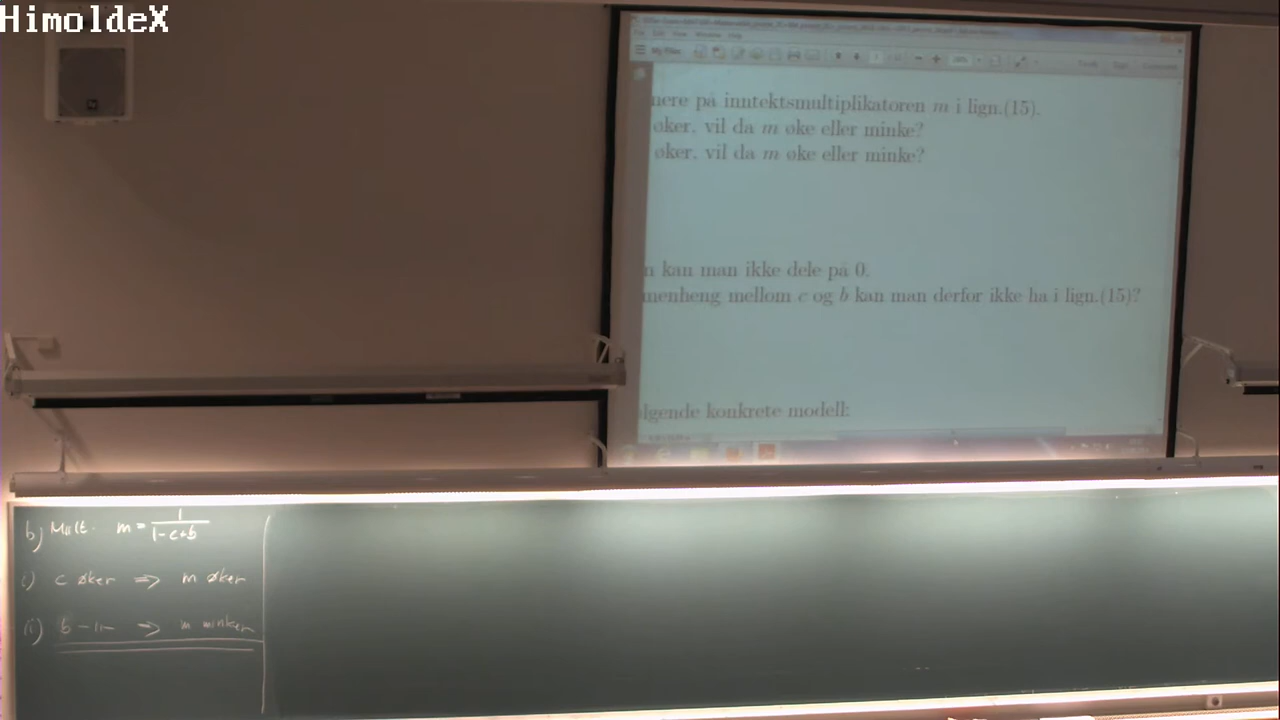 HimoldeX
My Files
nere på inntektsmultiplikatoren m i lign.(15).
øker, vil da m øke eller minke?
øker, vil da m øke eller minke?
n kan man ikke dele på 0.
menheng mellom c og b kan man derfor ikke ha i lign.(15)?
lgende konkrete modell:
b) Mult. m = 1/(1-c+b)
i) c øker => m øker
ii) b -||- => m minker